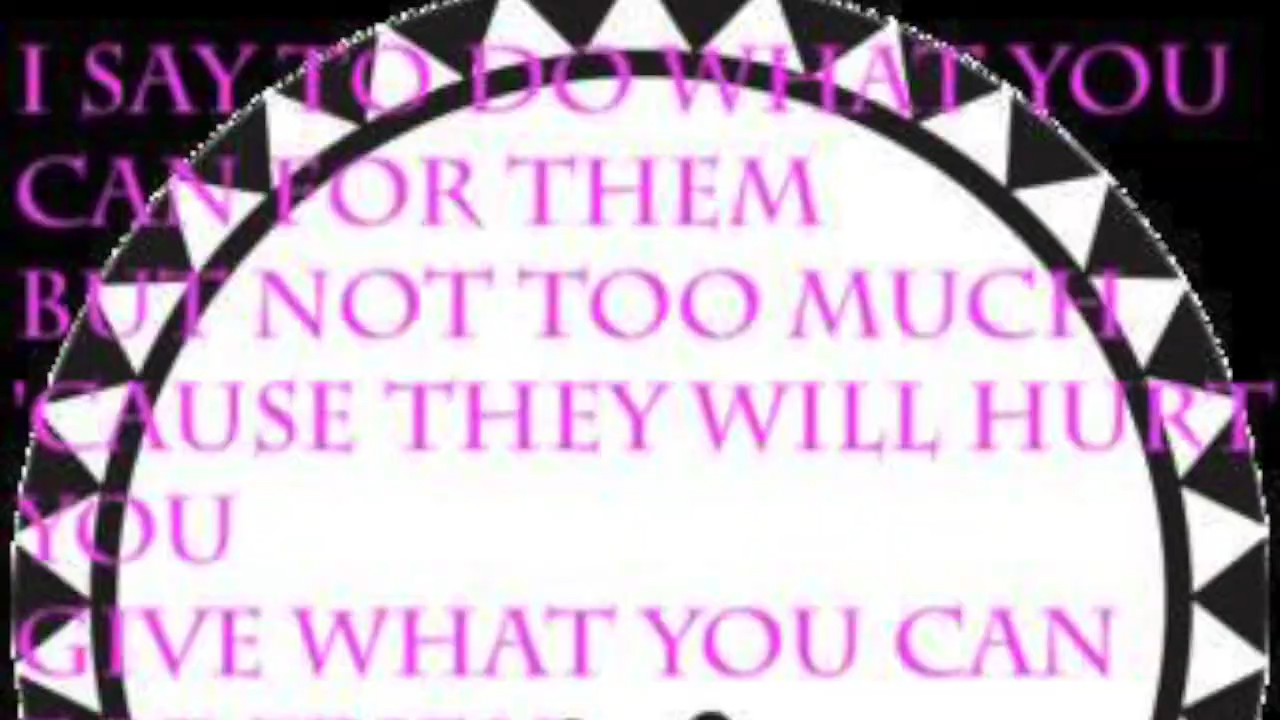 I SAY TO DO WHAT YOU
CAN FOR THEM
BUT NOT TOO MUCH
'CAUSE THEY WILL HURT
YOU
GIVE WHAT YOU CAN